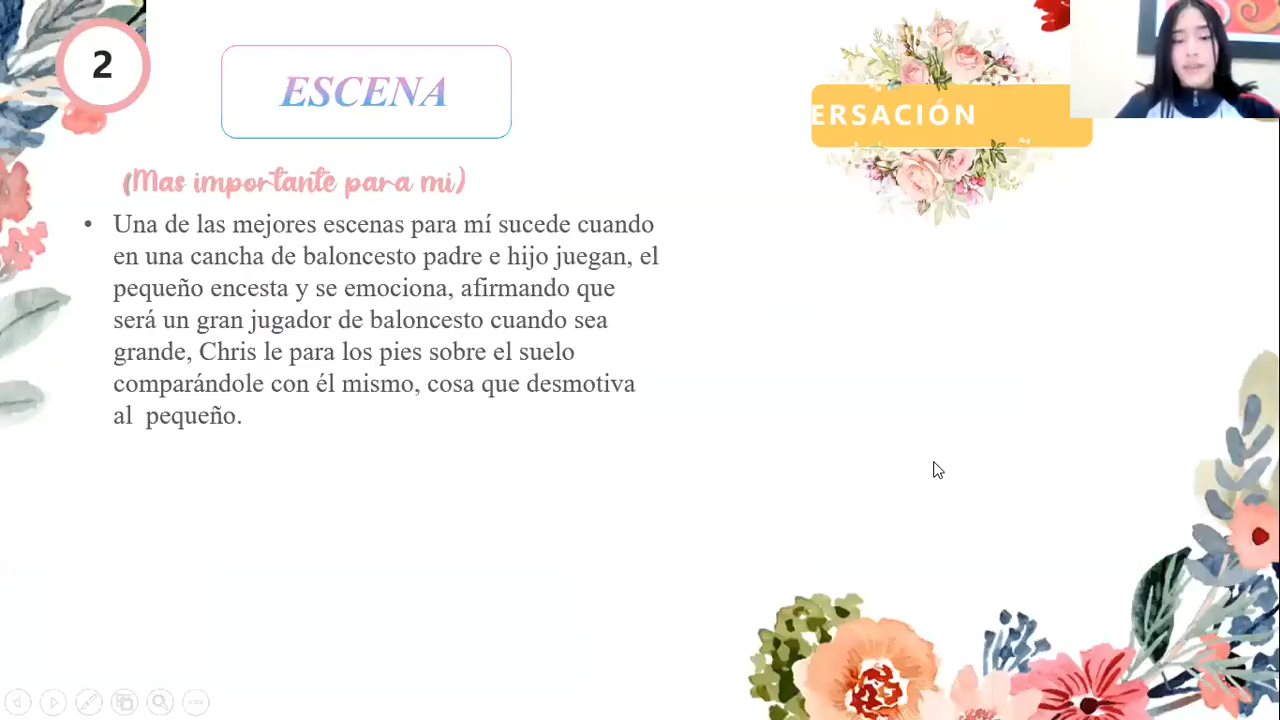 2
ESCENA
ERSACIÓN
(Mas importante para mi)
• Una de las mejores escenas para mí sucede cuando
en una cancha de baloncesto padre e hijo juegan, el
pequeño encesta y se emociona, afirmando que
será un gran jugador de baloncesto cuando sea
grande, Chris le para los pies sobre el suelo
comparándole con él mismo, cosa que desmotiva
al pequeño.